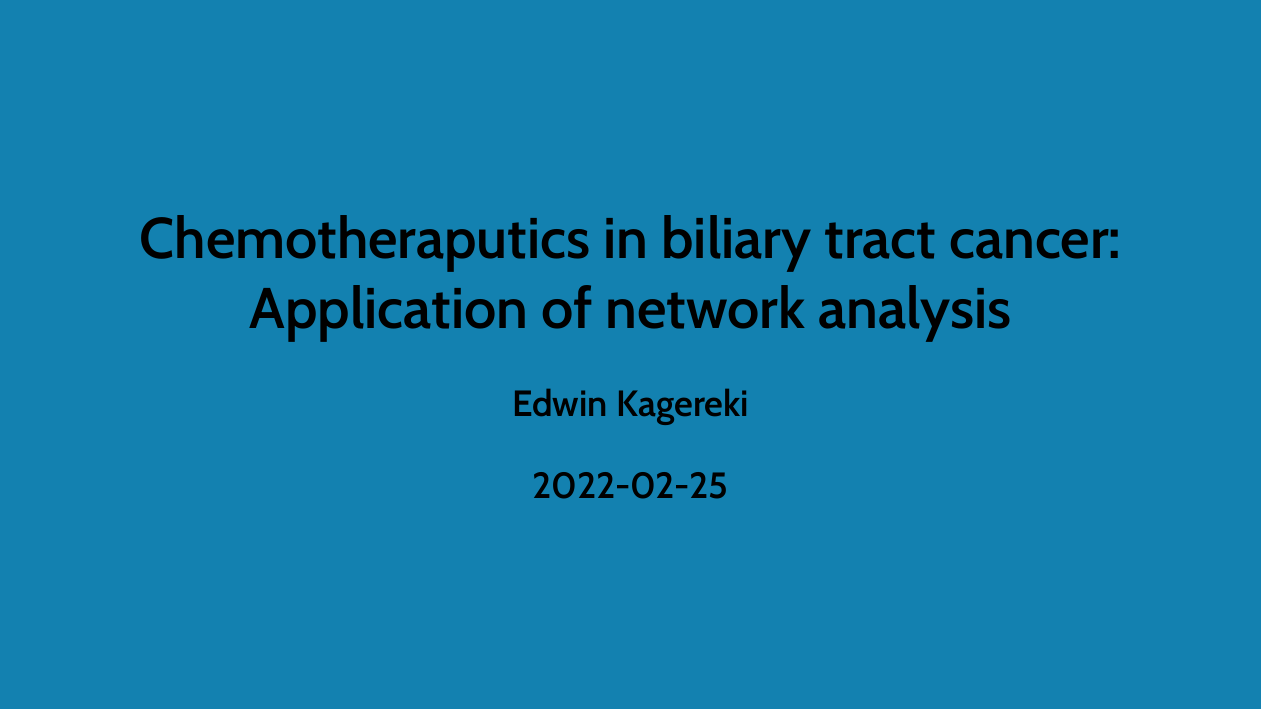 Chemotheraputics in biliary tract cancer:
Application of network analysis
Edwin Kagereki
2022-02-25